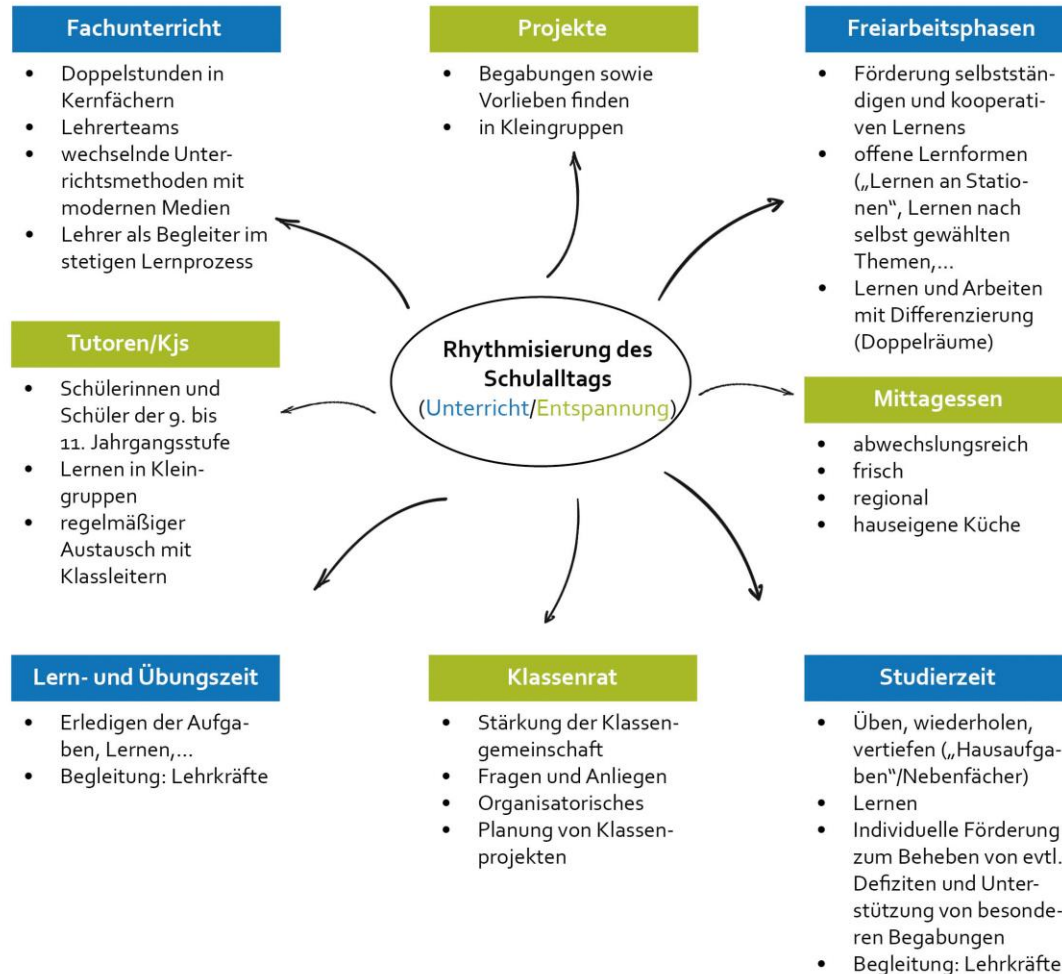 Fachunterricht
• Doppelstunden in
Kernfächern
• Lehrerteams
• wechselnde Unter-
richtsmethoden mit
modernen Medien
• Lehrer als Begleiter im
stetigen Lernprozess
Projekte
• Begabungen sowie
Vorlieben finden
• in Kleingruppen
Freiarbeitsphasen
• Förderung selbststän-
digen und kooperati-
ven Lernens
• offene Lernformen
(„Lernen an Statio-
nen“, Lernen nach
selbst gewählten
Themen,...
• Lernen und Arbeiten
mit Differenzierung
(Doppelräume)
Rhythmisierung des
Schulalltags
(Unterricht/Entspannung)
Tutoren/Kjs
• Schülerinnen und
Schüler der 9. bis
11. Jahrgangsstufe
• Lernen in Klein-
gruppen
• regelmäßiger
Austausch mit
Klassleitern
Mittagessen
• abwechslungsreich
• frisch
• regional
• hauseigene Küche
Lern- und Übungszeit
• Erledigen der Aufga-
ben, Lernen,...
• Begleitung: Lehrkräfte
Klassenrat
• Stärkung der Klassen-
gemeinschaft
• Fragen und Anliegen
• Organisatorisches
• Planung von Klassen-
projekten
Studierzeit
• Üben, wiederholen,
vertiefen („Hausaufga-
ben“/Nebenfächer)
• Lernen
• Individuelle Förderung
zum Beheben von evtl.
Defiziten und Unter-
stützung von besonde-
ren Begabungen
• Begleitung: Lehrkräfte